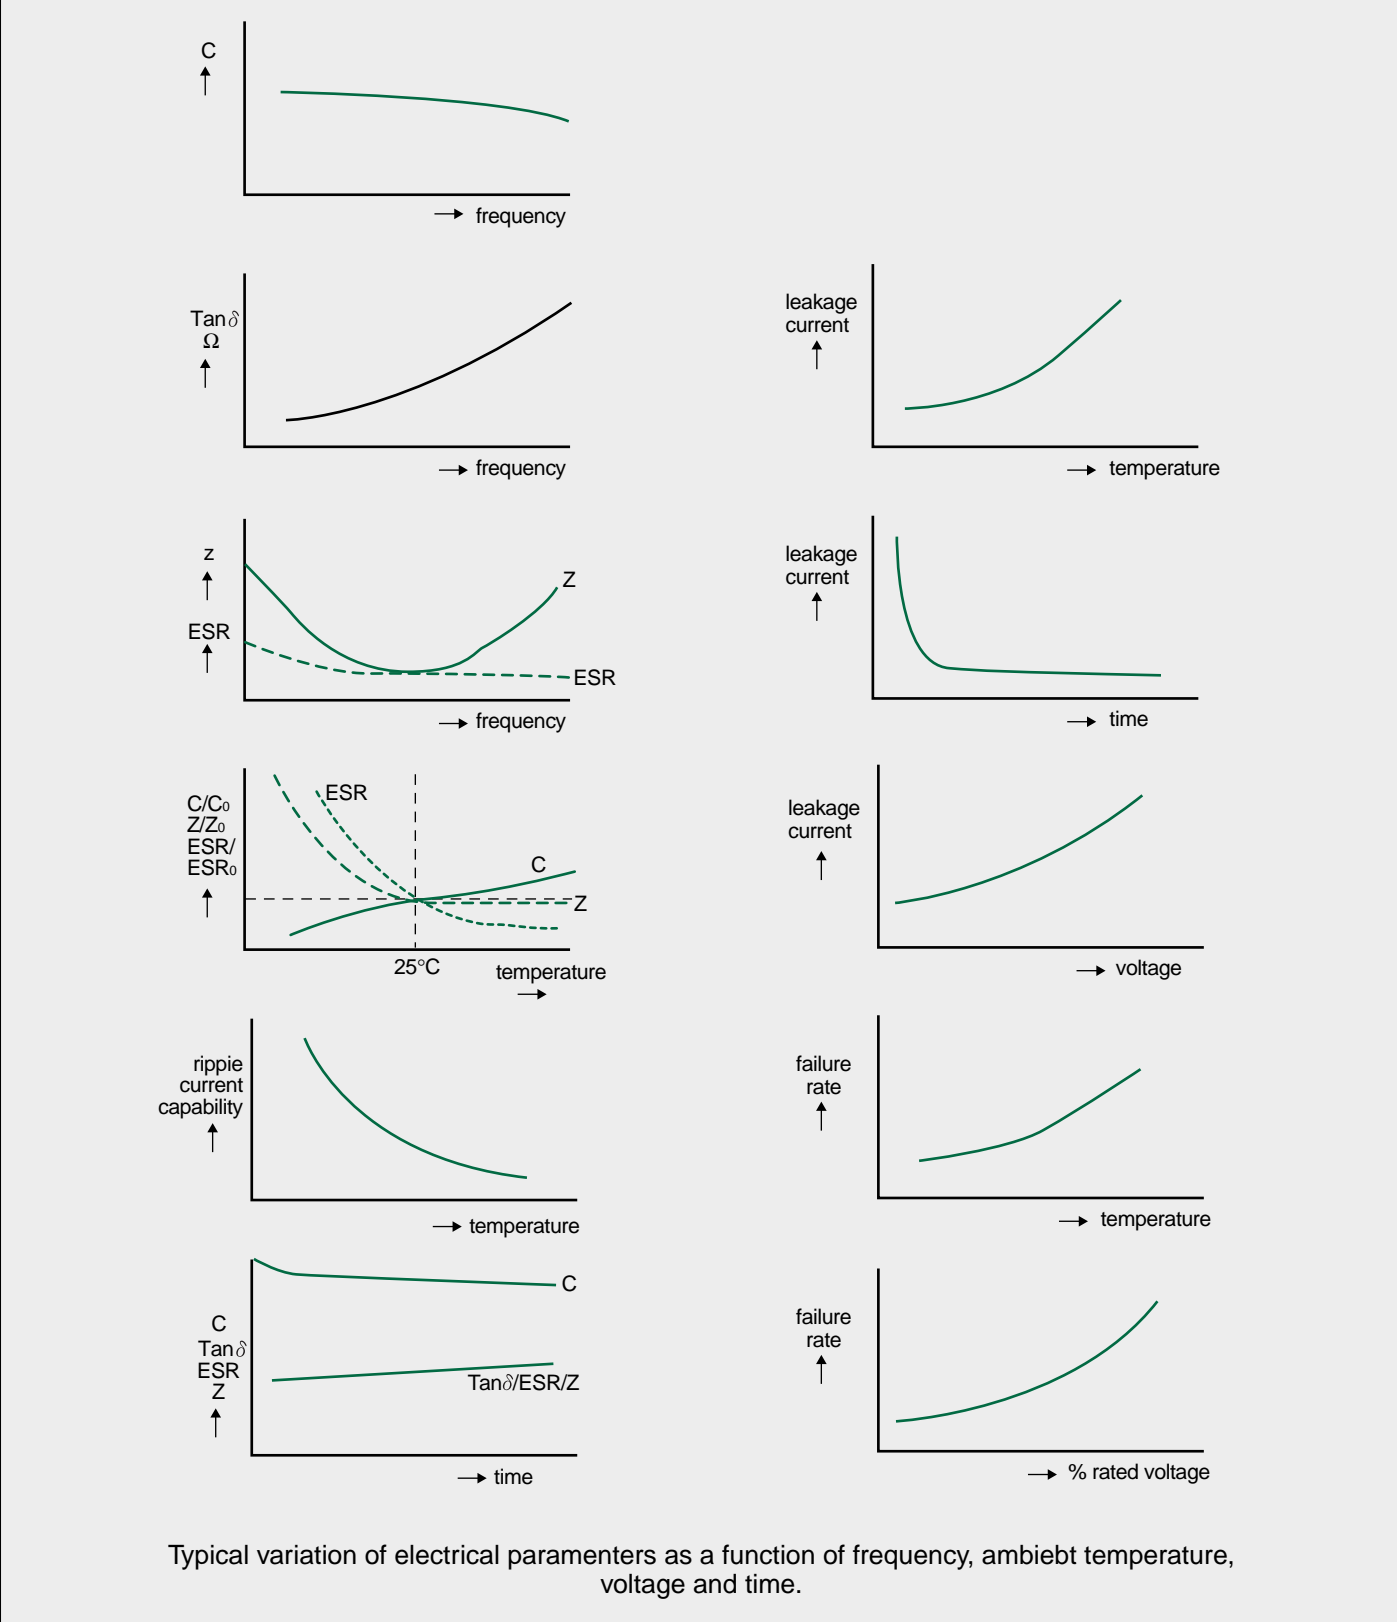 C
frequency
Tan δ
Ω
frequency
leakage
current
temperature
z
ESR
Z
ESR
frequency
leakage
current
time
C/C₀
Z/Z₀
ESR/
ESR₀
ESR
C
Z
25°C
temperature
leakage
current
voltage
rippie
current
capability
temperature
failure
rate
temperature
C
Tan δ
ESR
Z
C
Tanδ/ESR/Z
time
failure
rate
% rated voltage
Typical variation of electrical paramenters as a function of frequency, ambiebt temperature,
voltage and time.